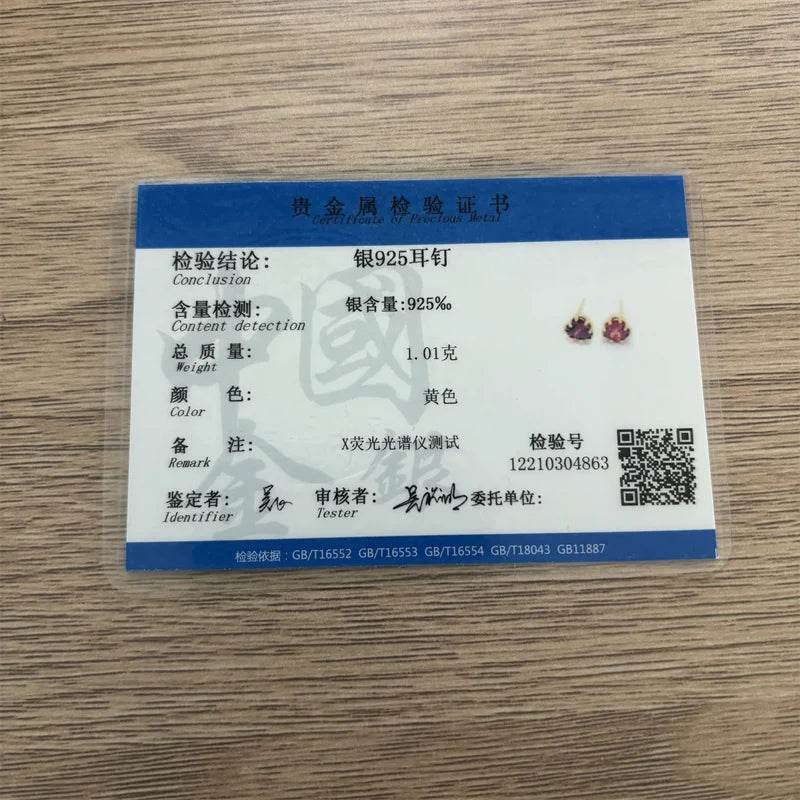 贵金属检验证书
Certificate of Precious Metal
检验结论: 银925耳钉
Conclusion
含量检测: 银含量:925‰
Content detection
总质量: 1.01克
Weight
颜色: 黄色
Color
备注: X荧光光谱仪测试 检验号
Remark 12210304863
鉴定者: 审核者: 委托单位:
Identifier Tester
检验依据：GB/T16552 GB/T16553 GB/T16554 GB/T18043 GB11887
中國
金銀